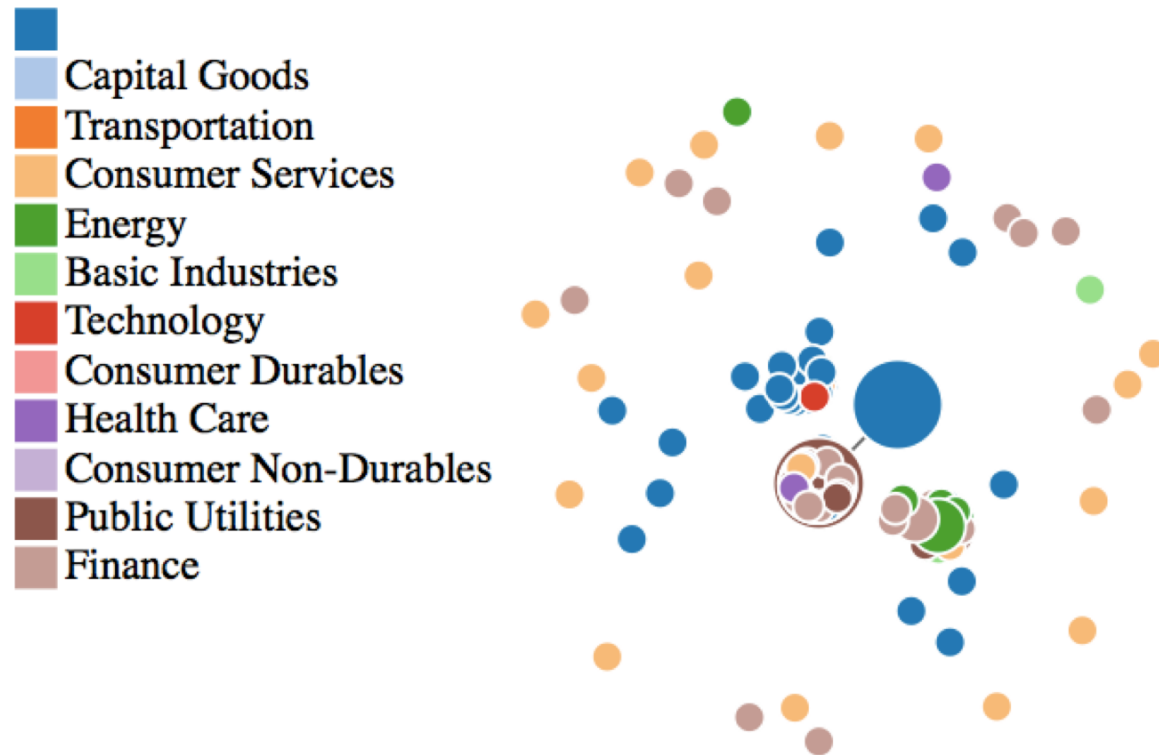 Capital Goods
Transportation
Consumer Services
Energy
Basic Industries
Technology
Consumer Durables
Health Care
Consumer Non-Durables
Public Utilities
Finance